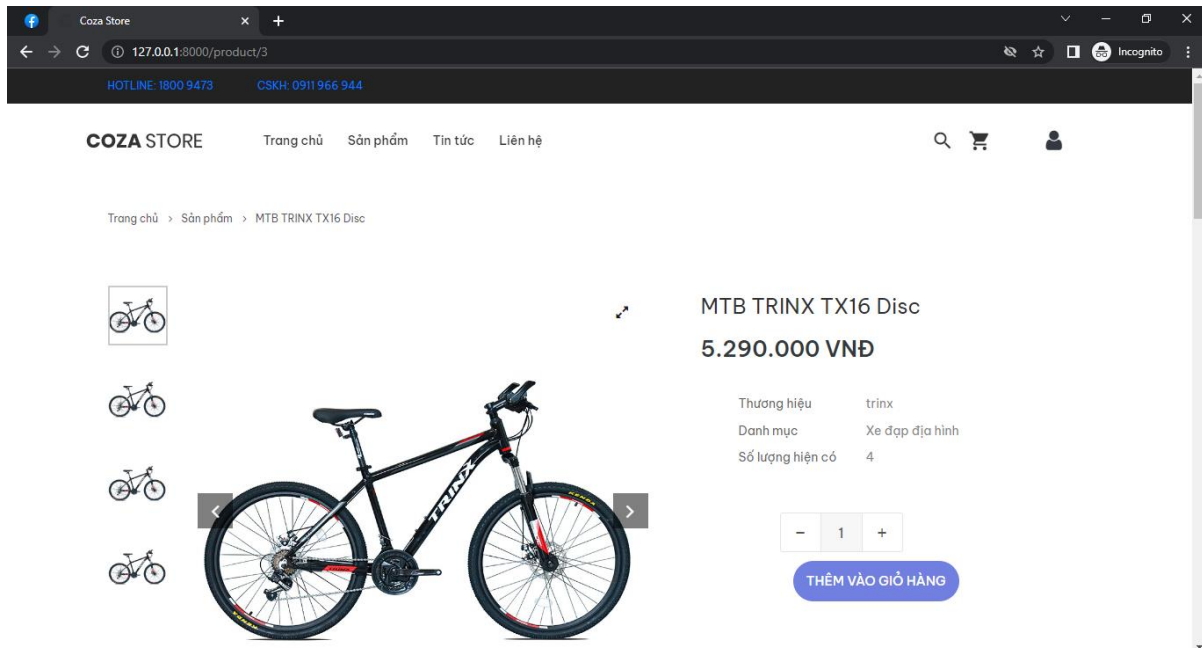 Coza Store
127.0.0.1:8000/product/3
Incognito
HOTLINE: 1800 9473 CSKH: 0911 966 944
COZA STORE Trang chủ Sản phẩm Tin tức Liên hệ
Trang chủ > Sản phẩm > MTB TRINX TX16 Disc
MTB TRINX TX16 Disc
5.290.000 VNĐ
Thương hiệu trinx
Danh mục Xe đạp địa hình
Số lượng hiện có 4
- 1 +
THÊM VÀO GIỎ HÀNG
TRINX
KENDA
KENDA